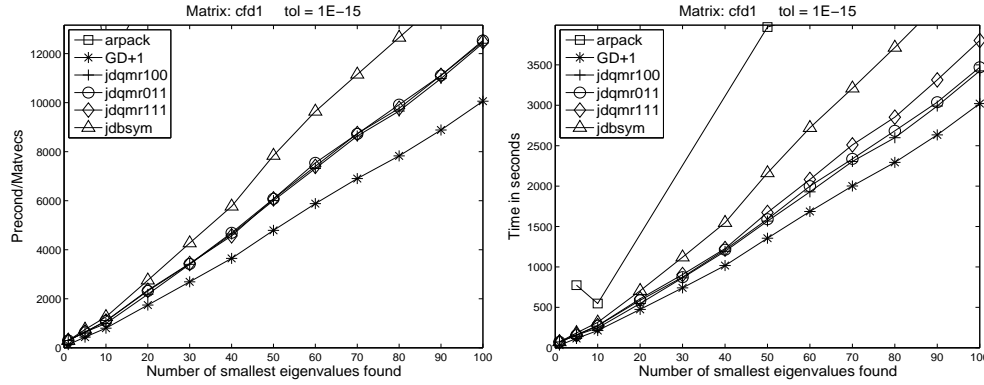 Matrix: cfd1 tol = 1E-15
arpack
GD+1
jdqmr100
jdqmr011
jdqmr111
jdbsym
Precond/Matvecs
12000
10000
8000
6000
4000
2000
0
0 10 20 30 40 50 60 70 80 90 100
Number of smallest eigenvalues found
Matrix: cfd1 tol = 1E-15
arpack
GD+1
jdqmr100
jdqmr011
jdqmr111
jdbsym
Time in seconds
3500
3000
2500
2000
1500
1000
500
0
0 10 20 30 40 50 60 70 80 90 100
Number of smallest eigenvalues found